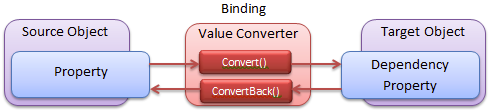 Binding
Source Object
Value Converter
Target Object
Property
Convert()
ConvertBack()
Dependency
Property